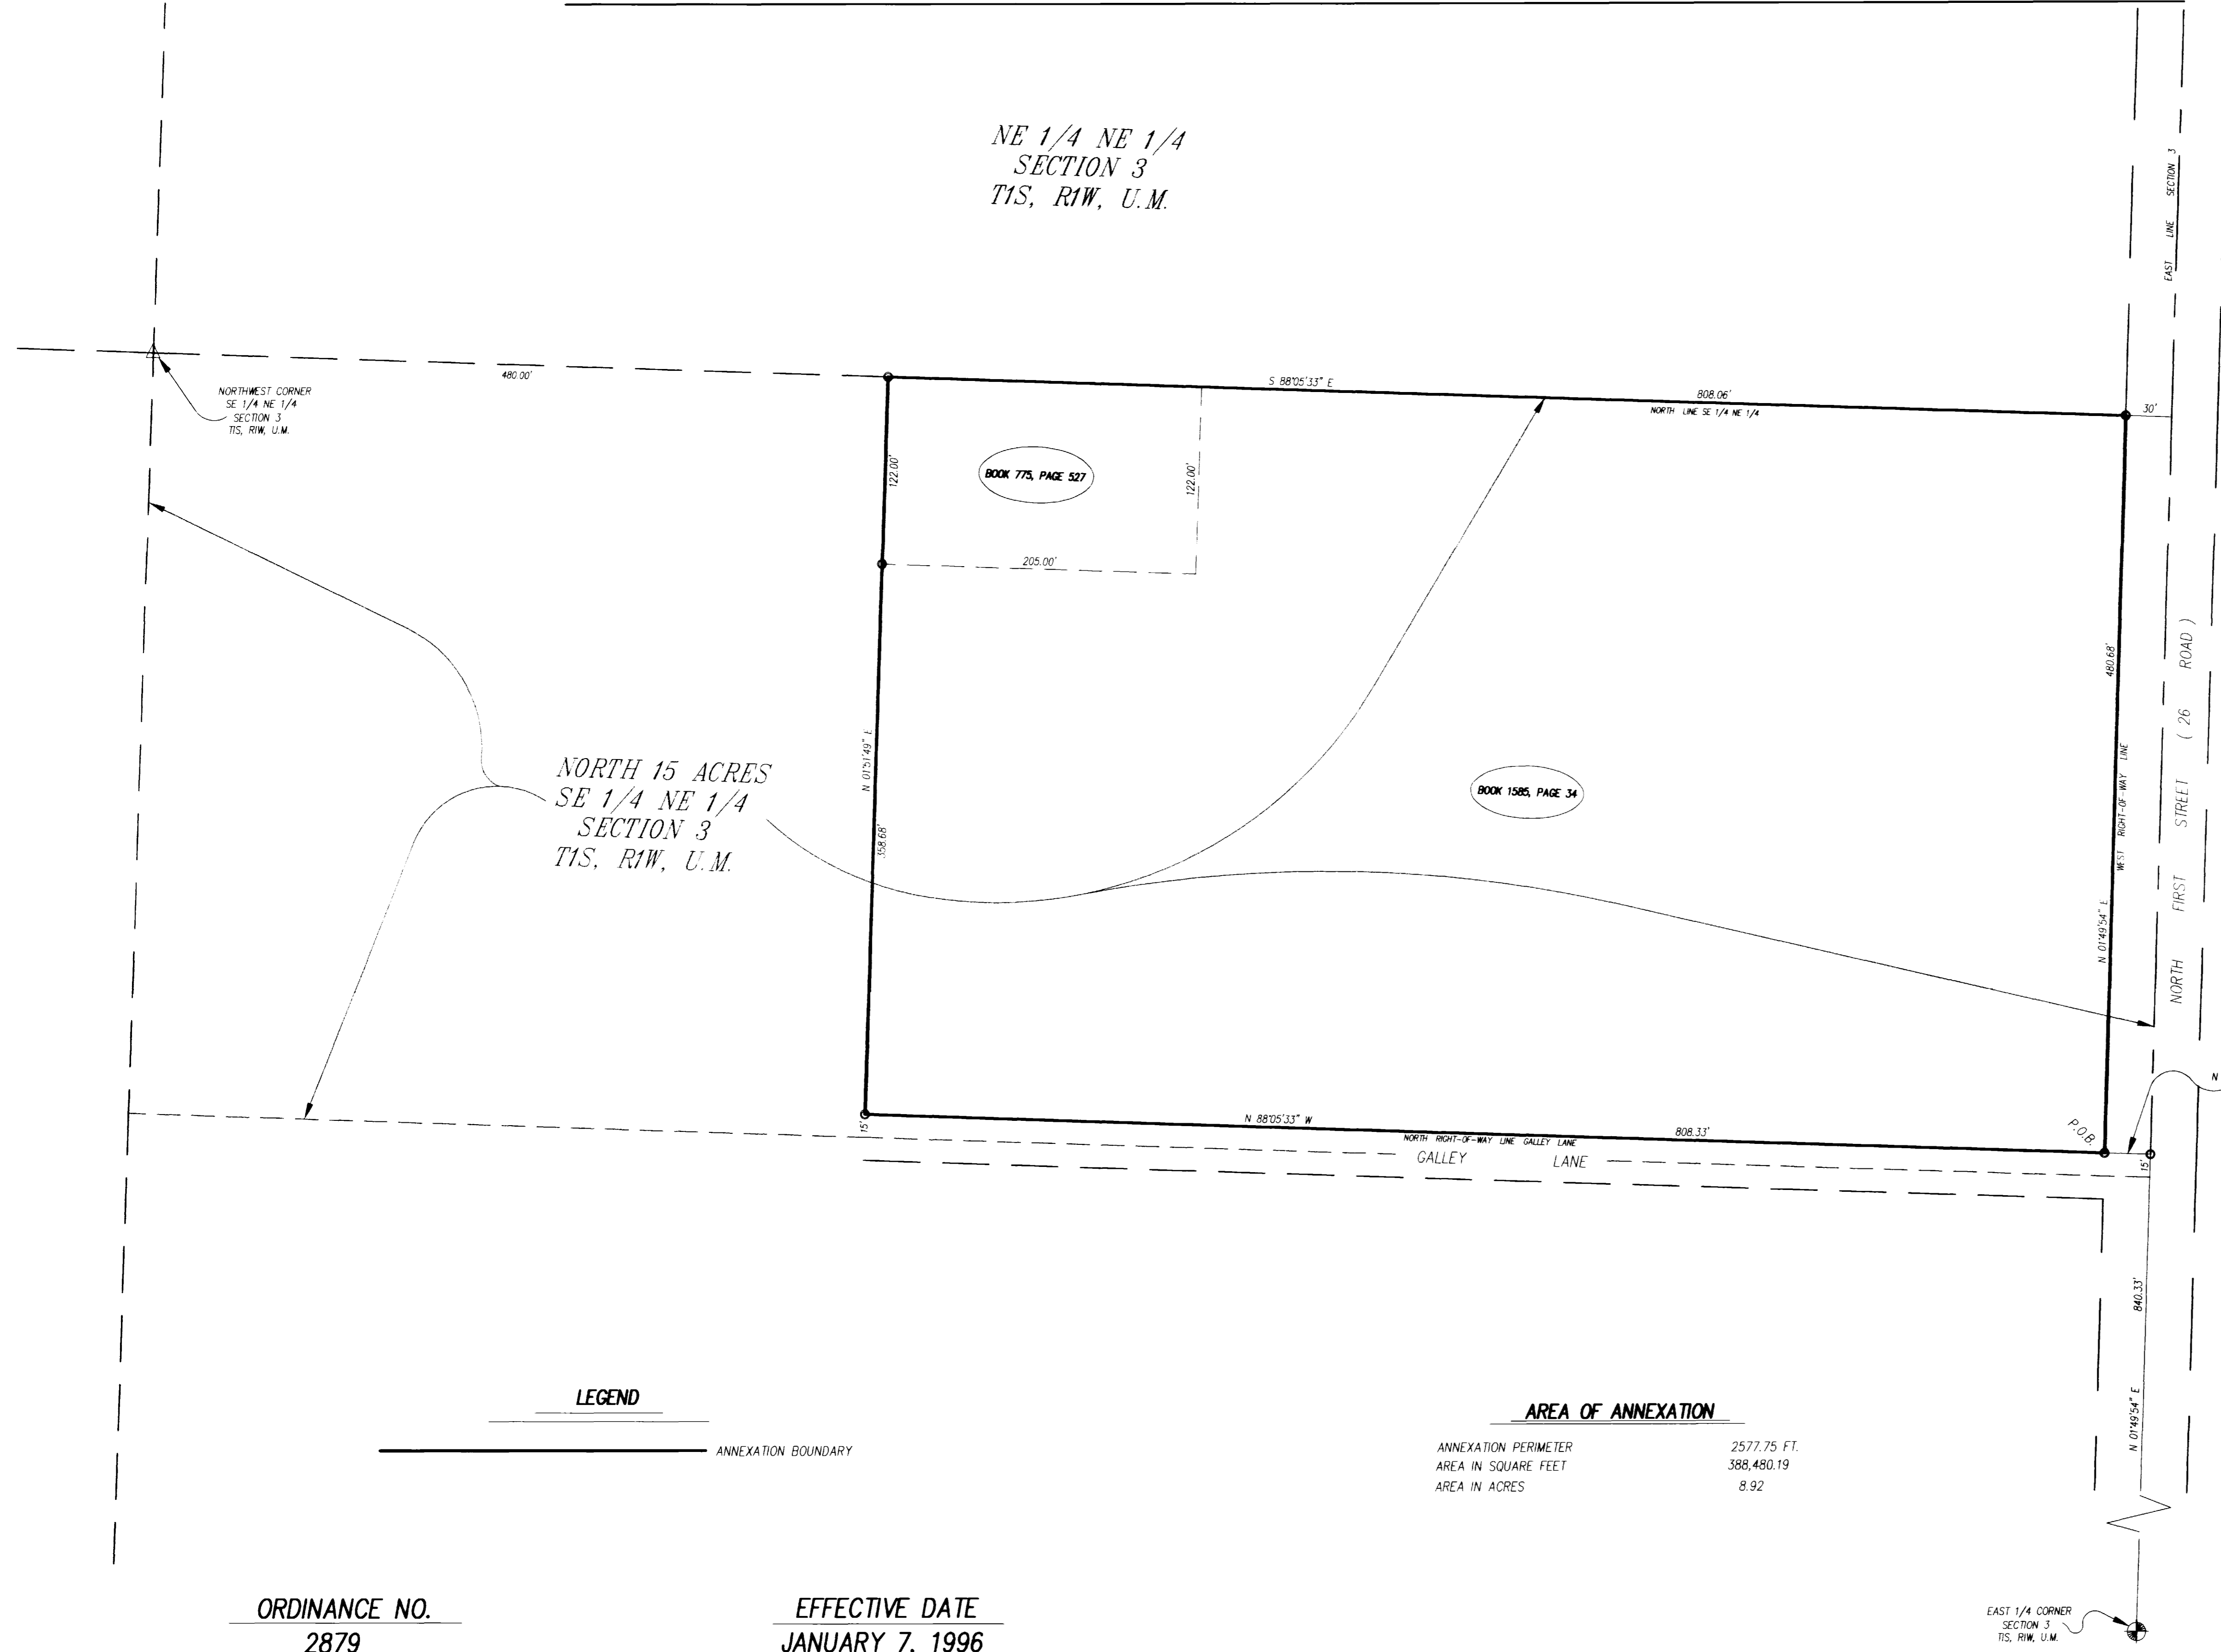 NE 1/4 NE 1/4
SECTION 3
T1S, R1W, U.M.
EAST LINE SECTION 3
NORTHWEST CORNER
SE 1/4 NE 1/4
SECTION 3
T1S, R1W, U.M.
480.00'
S 88°05'33" E
808.06'
NORTH LINE SE 1/4 NE 1/4
30'
122.00'
BOOK 775, PAGE 527
122.00'
205.00'
480.68'
WEST RIGHT-OF-WAY LINE
N 01°49'54" E
NORTH FIRST STREET ( 26 ROAD )
N 01°51'49" E
358.68'
NORTH 15 ACRES
SE 1/4 NE 1/4
SECTION 3
T1S, R1W, U.M.
BOOK 1585, PAGE 34
N
15'
N 88°05'33" W
808.33'
NORTH RIGHT-OF-WAY LINE GALLEY LANE
P.O.B.
15'
GALLEY LANE
840.33'
N 01°49'54" E
LEGEND
ANNEXATION BOUNDARY
AREA OF ANNEXATION
ANNEXATION PERIMETER 2577.75 FT.
AREA IN SQUARE FEET 388,480.19
AREA IN ACRES 8.92
ORDINANCE NO.
2879
EFFECTIVE DATE
JANUARY 7, 1996
EAST 1/4 CORNER
SECTION 3
T1S, R1W, U.M.